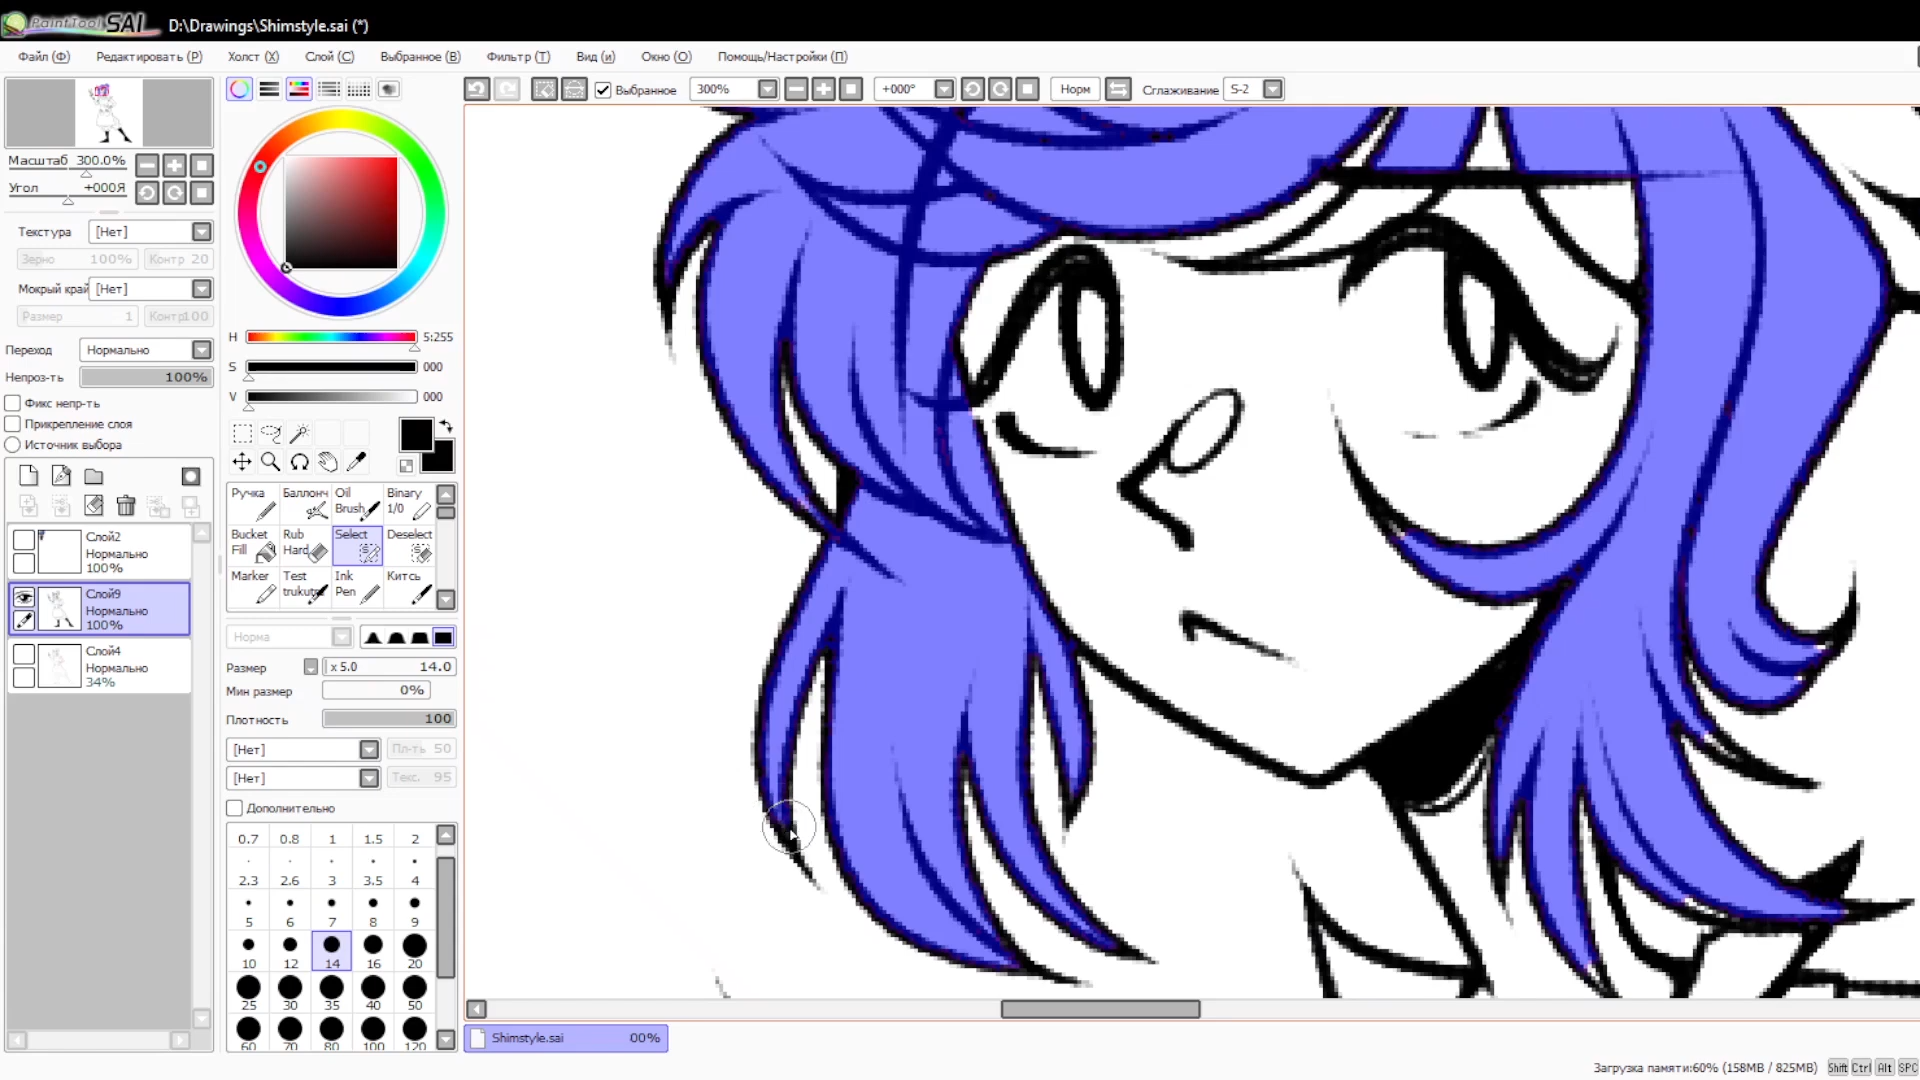 PaintTool SAI D:\Drawings\Shimstyle.sai (*)
Файл (Ф) Редактировать (Р) Холст (X) Слой (C) Выбранное (B) Фильтр (T) Вид (и) Окно (O) Помощь/Настройки (П)
Выбранное 300% +000° Норм Сглаживание S-2
Масштаб 300.0%
Угол +000Я
Текстура [Нет]
Зерно 100% Контр 20
Мокрый край [Нет]
Размер 1 Контр100
Переход Нормально
Непроз-ть 100%
Фикс непр-ть
Прикрепление слоя
Источник выбора
Слой2
Нормально
100%
Слой9
Нормально
100%
Слой4
Нормально
34%
H 5:255
S 000
V 000
Ручка Баллонч Oil Brush Binary 1/0
Bucket Fill Rub Hard Select Deselect
Marker Test trukut Ink Pen Кисть
Норма
Размер x 5.0 14.0
Мин размер 0%
Плотность 100
[Нет] Пл-ть 50
[Нет] Текс. 95
Дополнительно
0.7 0.8 1 1.5 2
2.3 2.6 3 3.5 4
5 6 7 8 9
10 12 14 16 20
25 30 35 40 50
60 70 80 100 120
Shimstyle.sai 00%
Загрузка памяти:60% (158MB / 825MB) Shift Ctrl Alt SPC